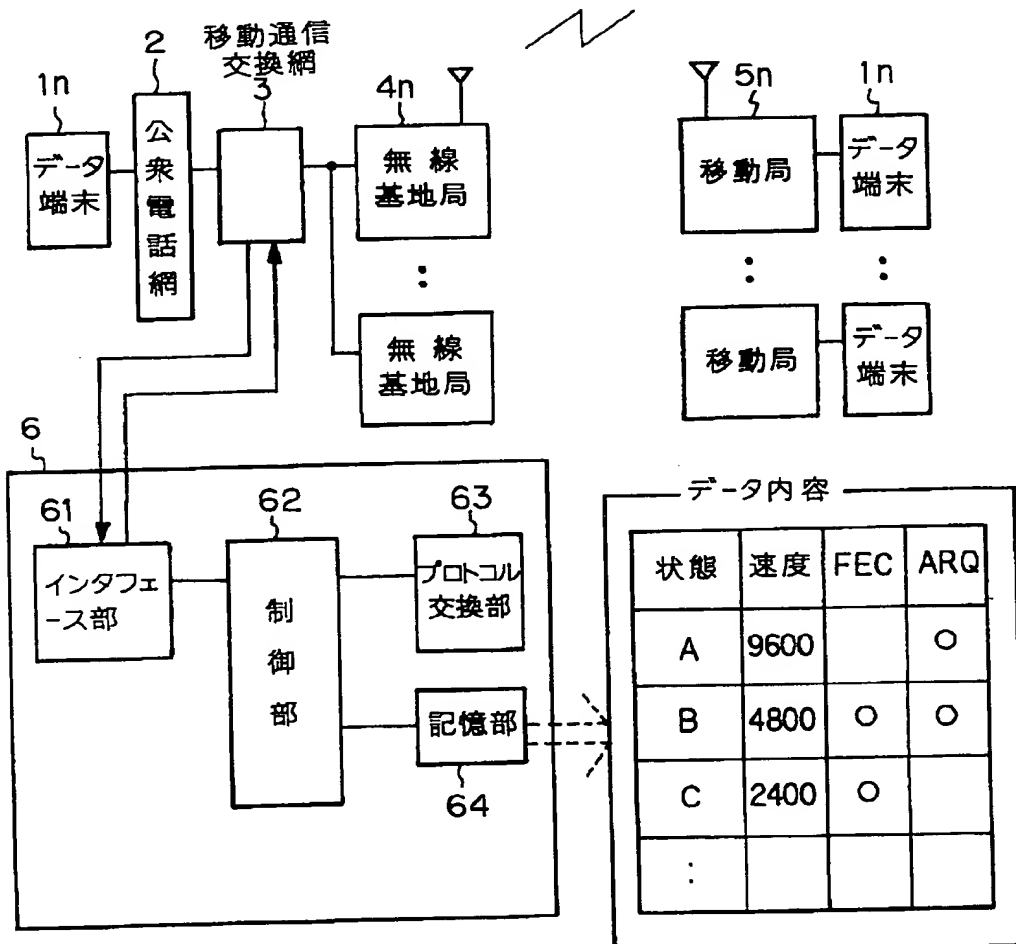 2
移動通信
交換網
3
1n
4n
5n
1n
データ
端末
公衆電話網
無線
基地局
移動局
データ
端末
:
:
:
無線
基地局
移動局
データ
端末
6
61
62
63
インタフェ
ース部
制御部
プロトコル
交換部
記憶部
64
データ内容
状態 速度 FEC ARQ
A 9600 ○
B 4800 ○ ○
C 2400 ○
: